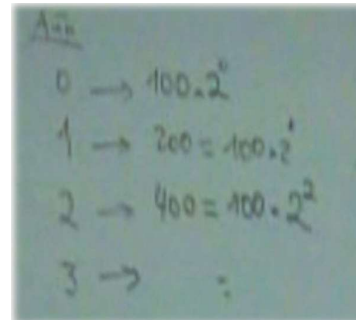 Año
0 → 100.2⁰
1 → 200 = 100.2¹
2 → 400 = 100.2²
3 → :